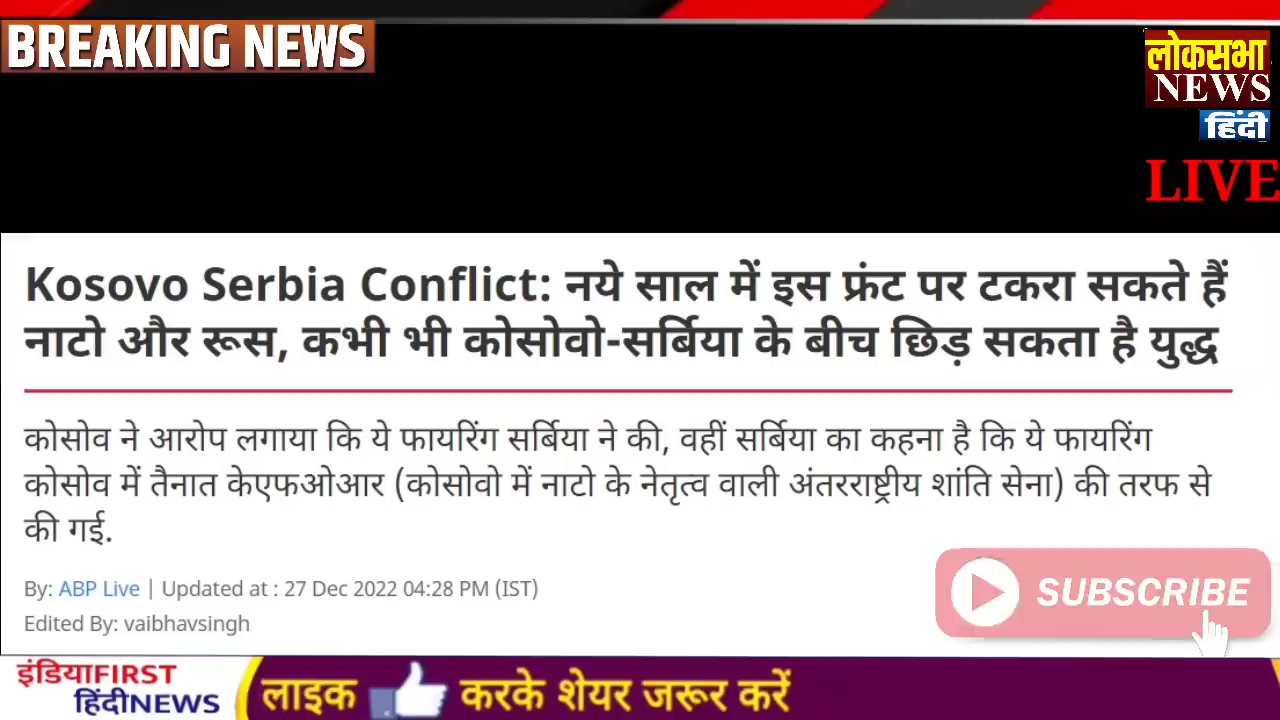 BREAKING NEWS
लोकसभा
NEWS
हिंदी
LIVE
Kosovo Serbia Conflict: नये साल में इस फ्रंट पर टकरा सकते हैं
नाटो और रूस, कभी भी कोसोवो-सर्बिया के बीच छिड़ सकता है युद्ध
कोसोव ने आरोप लगाया कि ये फायरिंग सर्बिया ने की, वहीं सर्बिया का कहना है कि ये फायरिंग
कोसोव में तैनात केएफओआर (कोसोवो में नाटो के नेतृत्व वाली अंतरराष्ट्रीय शांति सेना) की तरफ से
की गई.
By: ABP Live | Updated at : 27 Dec 2022 04:28 PM (IST)
Edited By: vaibhavsingh
SUBSCRIBE
इंडियाFIRST
हिंदीNEWS
लाइक करके शेयर जरूर करें